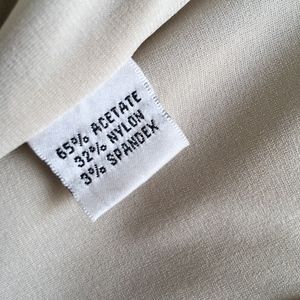 65% ACETATE
32% NYLON
3% SPANDEX